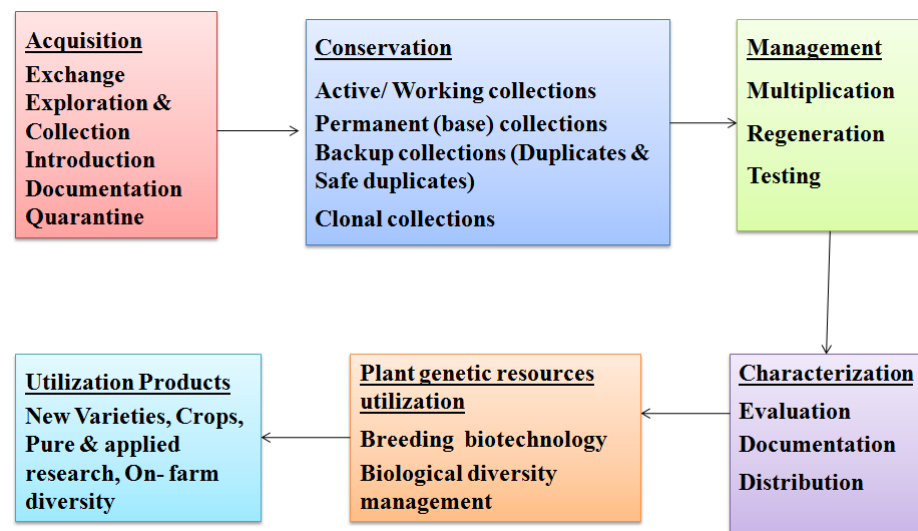 Acquisition
Exchange
Exploration &
Collection
Introduction
Documentation
Quarantine
Conservation
Active/ Working collections
Permanent (base) collections
Backup collections (Duplicates &
Safe duplicates)
Clonal collections
Management
Multiplication
Regeneration
Testing
Characterization
Evaluation
Documentation
Distribution
Plant genetic resources
utilization
Breeding biotechnology
Biological diversity
management
Utilization Products
New Varieties, Crops,
Pure & applied
research, On- farm
diversity